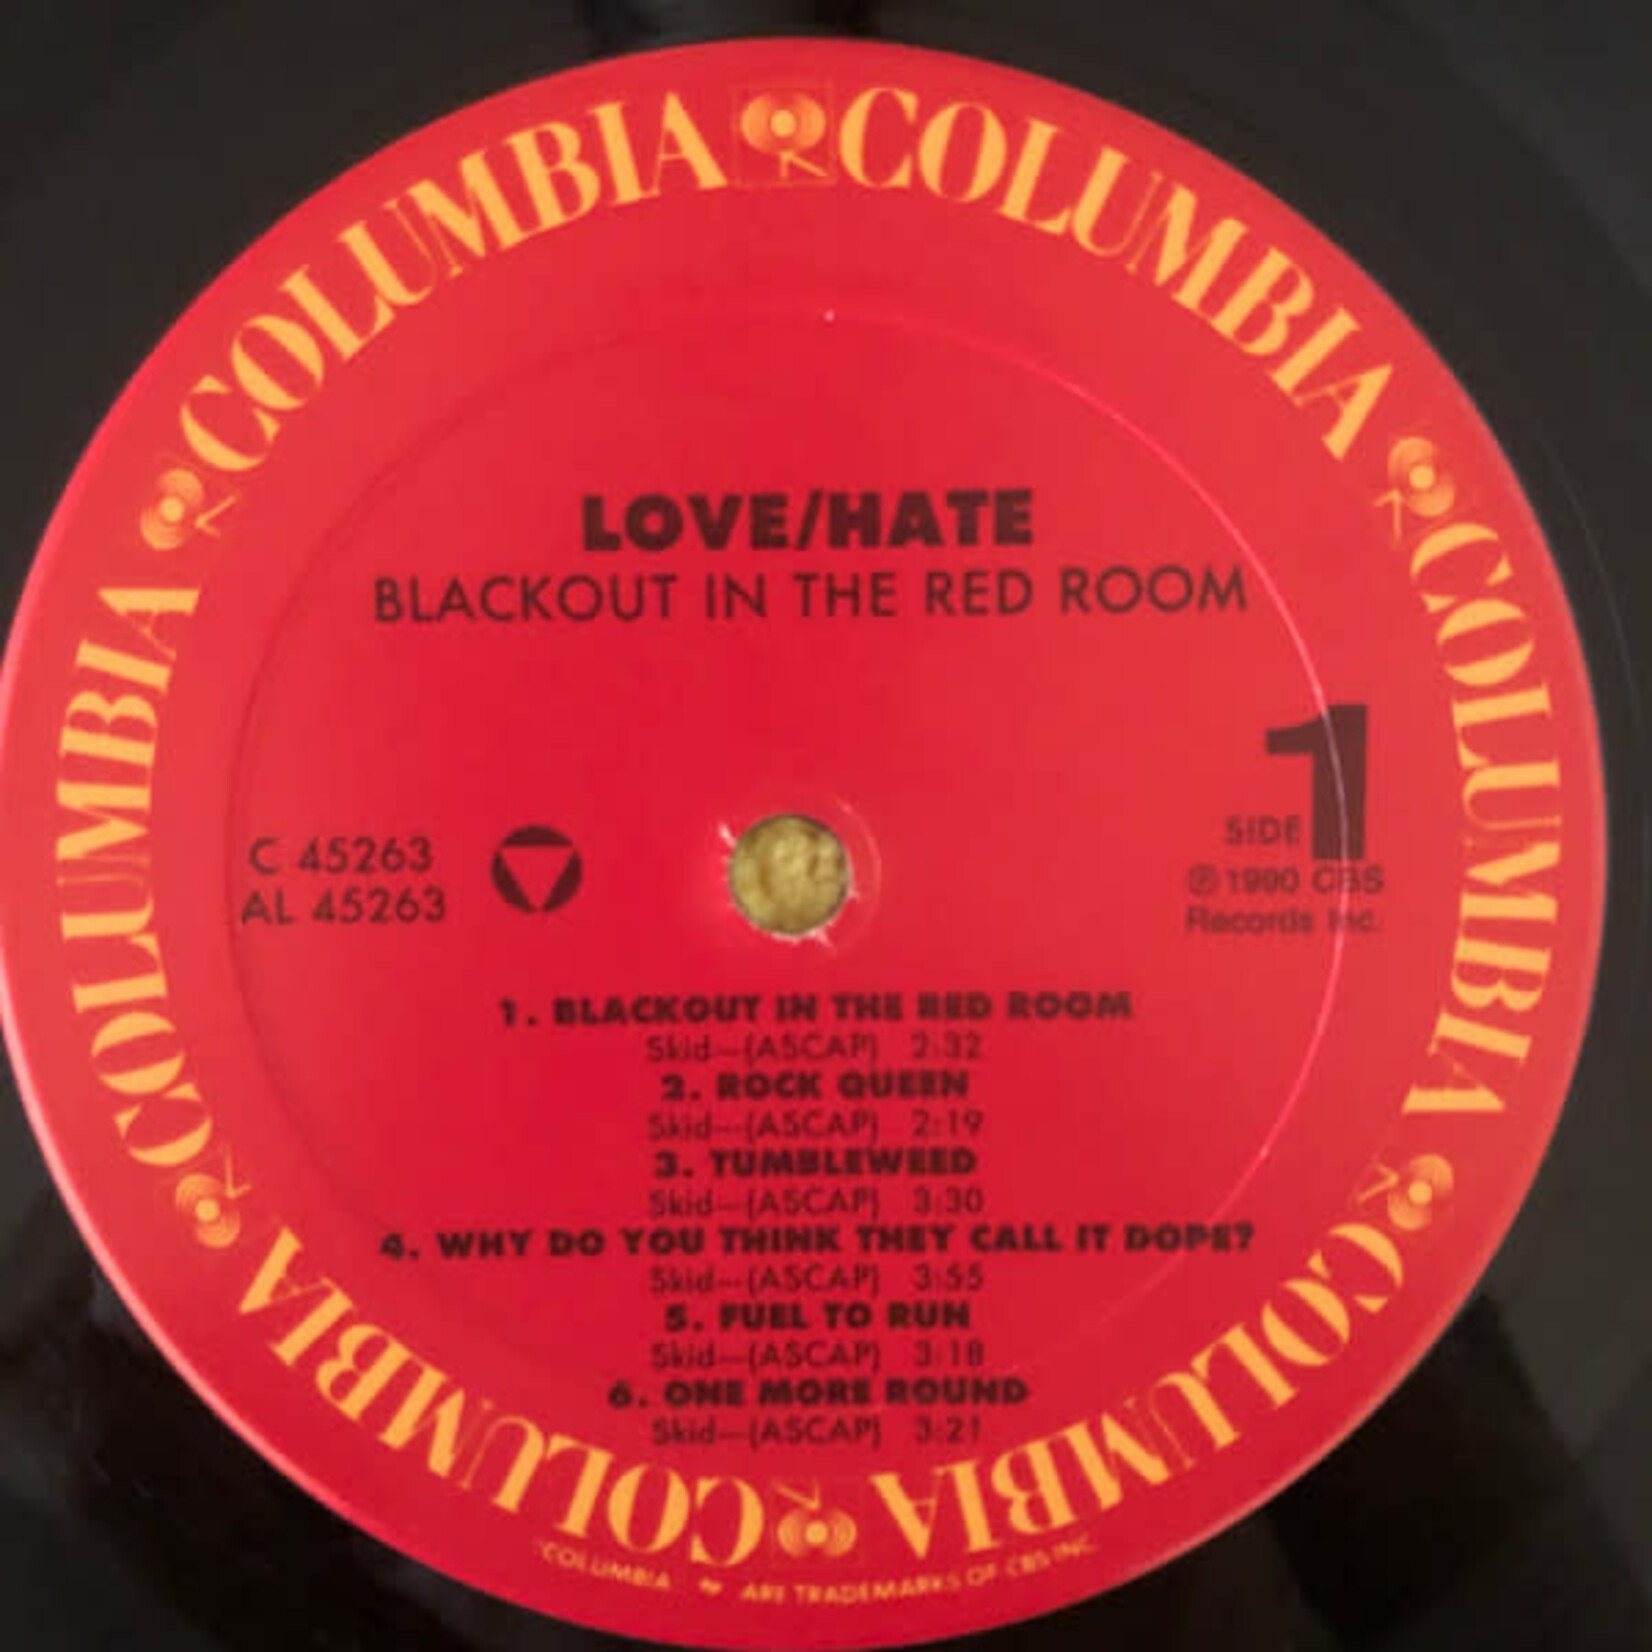 COLUMBIA COLUMBIA COLUMBIA COLUMBIA COLUMBIA COLUMBIA
LOVE/HATE
BLACKOUT IN THE RED ROOM
1
SIDE
C 45263
AL 45263
℗ 1990 CBS
Records Inc.
1. BLACKOUT IN THE RED ROOM
Skid—(ASCAP) 2:32
2. ROCK QUEEN
Skid—(ASCAP) 2:19
3. TUMBLEWEED
Skid—(ASCAP) 3:30
4. WHY DO YOU THINK THEY CALL IT DOPE?
Skid—(ASCAP) 3:55
5. FUEL TO RUN
Skid—(ASCAP) 3:18
6. ONE MORE ROUND
Skid—(ASCAP) 3:21
"COLUMBIA ARE TRADEMARKS OF CBS INC.